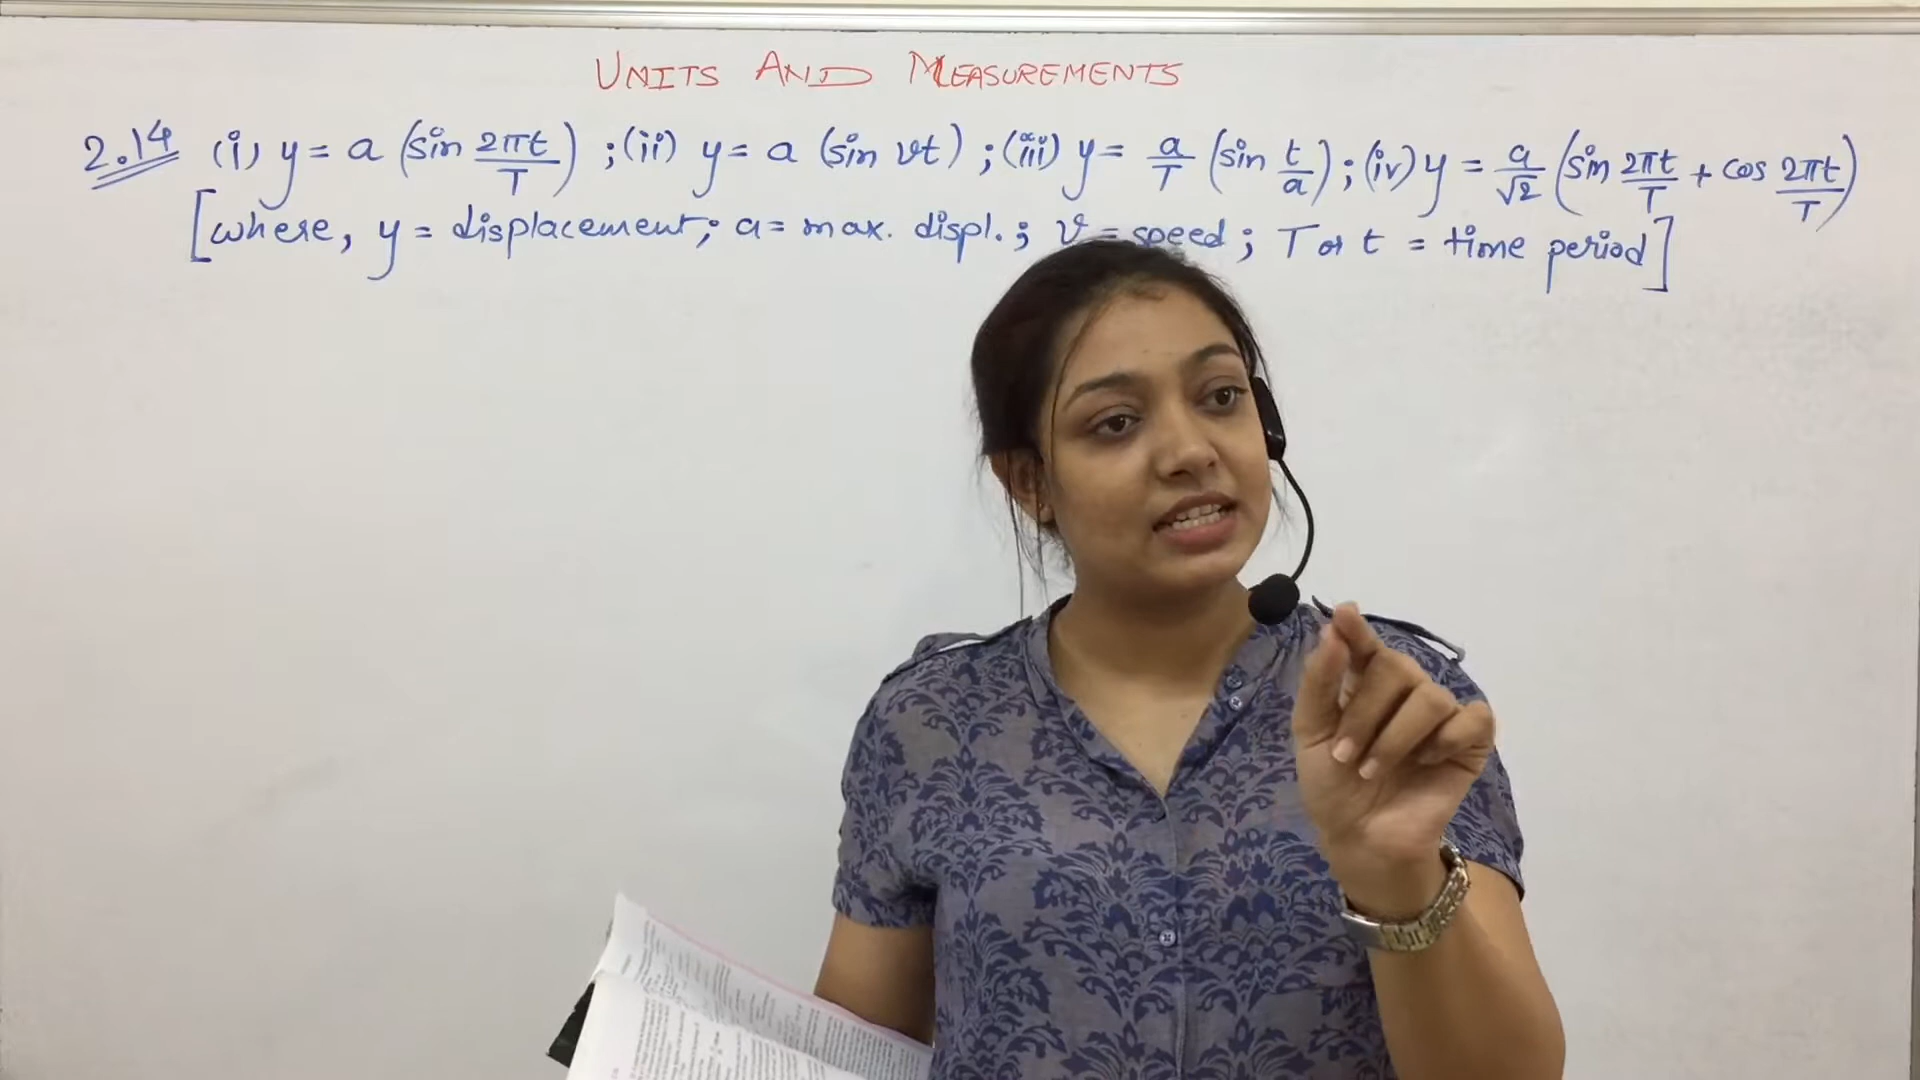 UNITS AND MEASUREMENTS
2.14 (i) y = a (sin 2πt/T) ; (ii) y = a (sin vt) ; (iii) y = a/T (sin t/a) ; (iv) y = a/√2 (sin 2πt/T + cos 2πt/T)
[where, y = displacement; a = max. displ. ; v = speed ; T or t = time period]